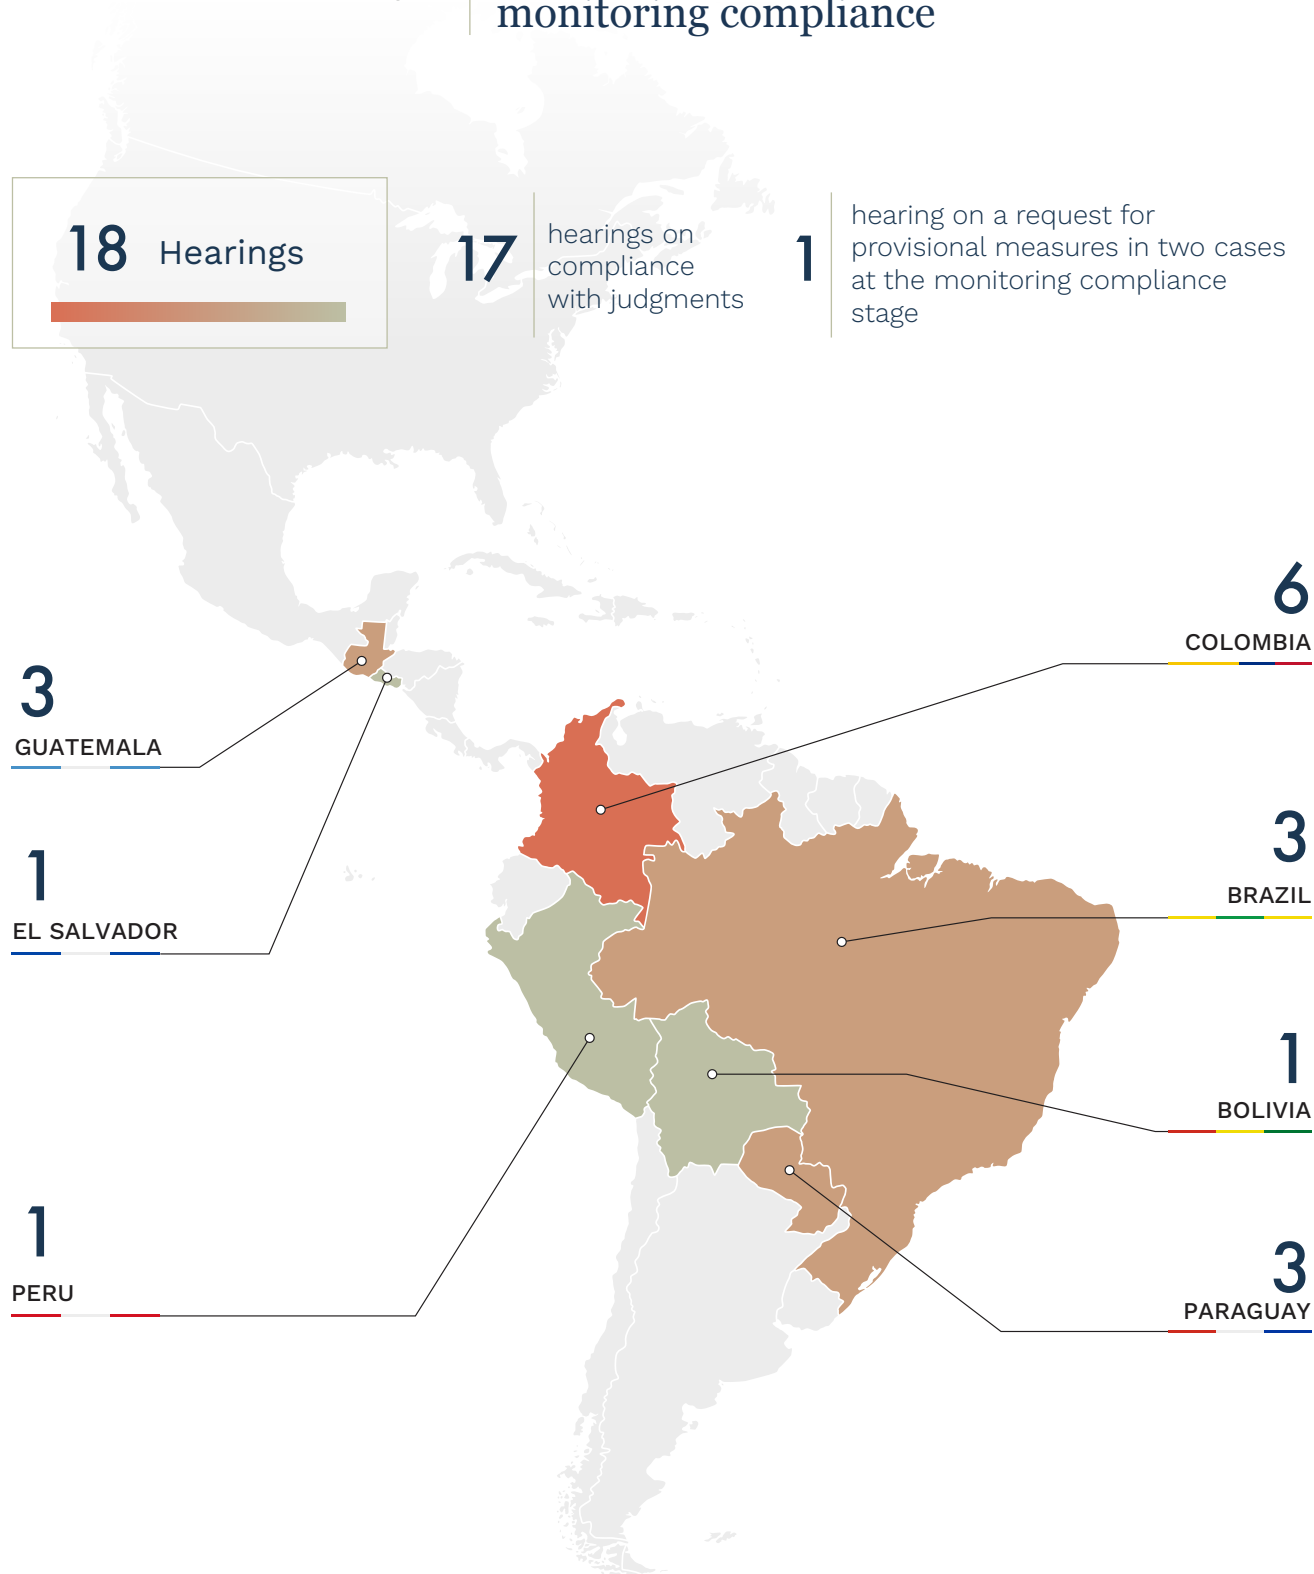 monitoring compliance
18 Hearings
17
hearings on
compliance
with judgments
1
hearing on a request for
provisional measures in two cases
at the monitoring compliance
stage
6
COLOMBIA
3
GUATEMALA
3
BRAZIL
1
EL SALVADOR
1
BOLIVIA
1
PERU
3
PARAGUAY